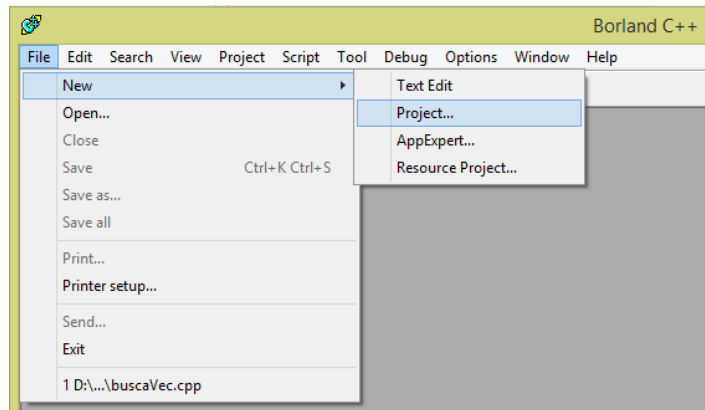 Borland C++
File Edit Search View Project Script Tool Debug Options Window Help
New
Open...
Close
Save Ctrl+K Ctrl+S
Save as...
Save all
Print...
Printer setup...
Send...
Exit
1 D:\...\buscaVec.cpp
Text Edit
Project...
AppExpert...
Resource Project...